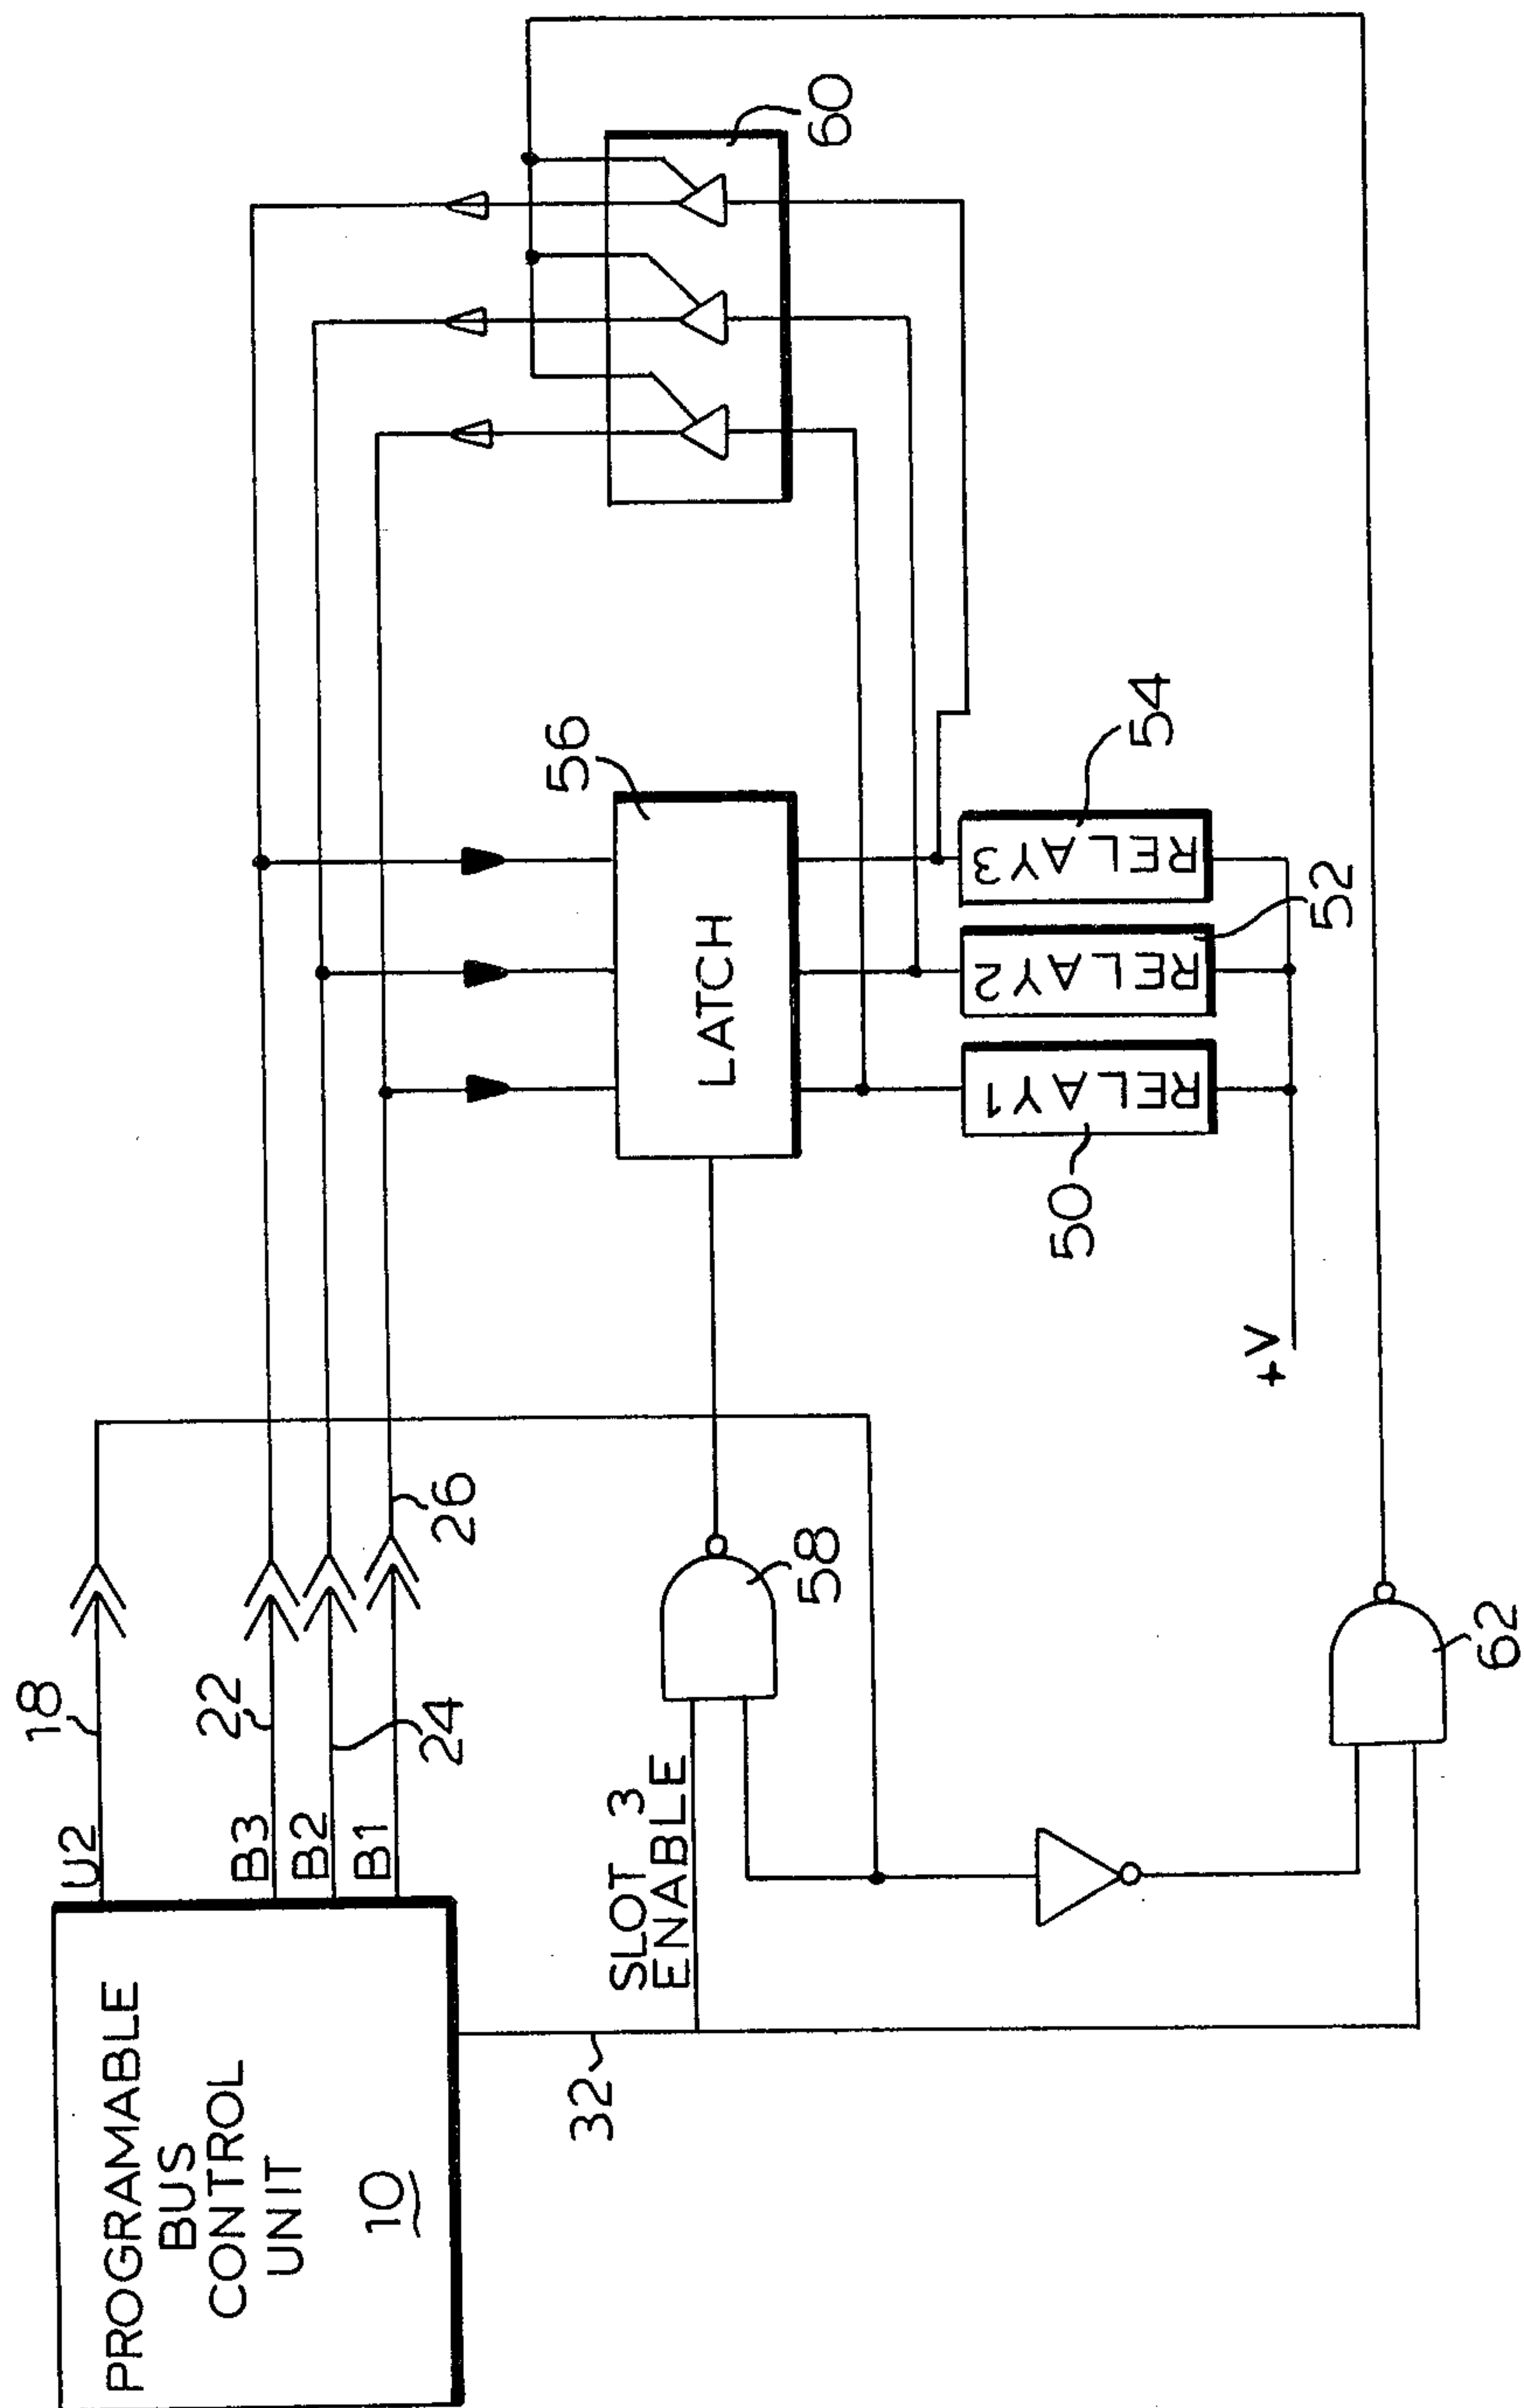 PROGRAMABLE
BUS
CONTROL
UNIT
10
U2
18
B3
22
B2
24
B1
26
32
SLOT 3
ENABLE
58
62
LATCH
56
RELAY1
50
RELAY2
52
RELAY3
54
+V
60